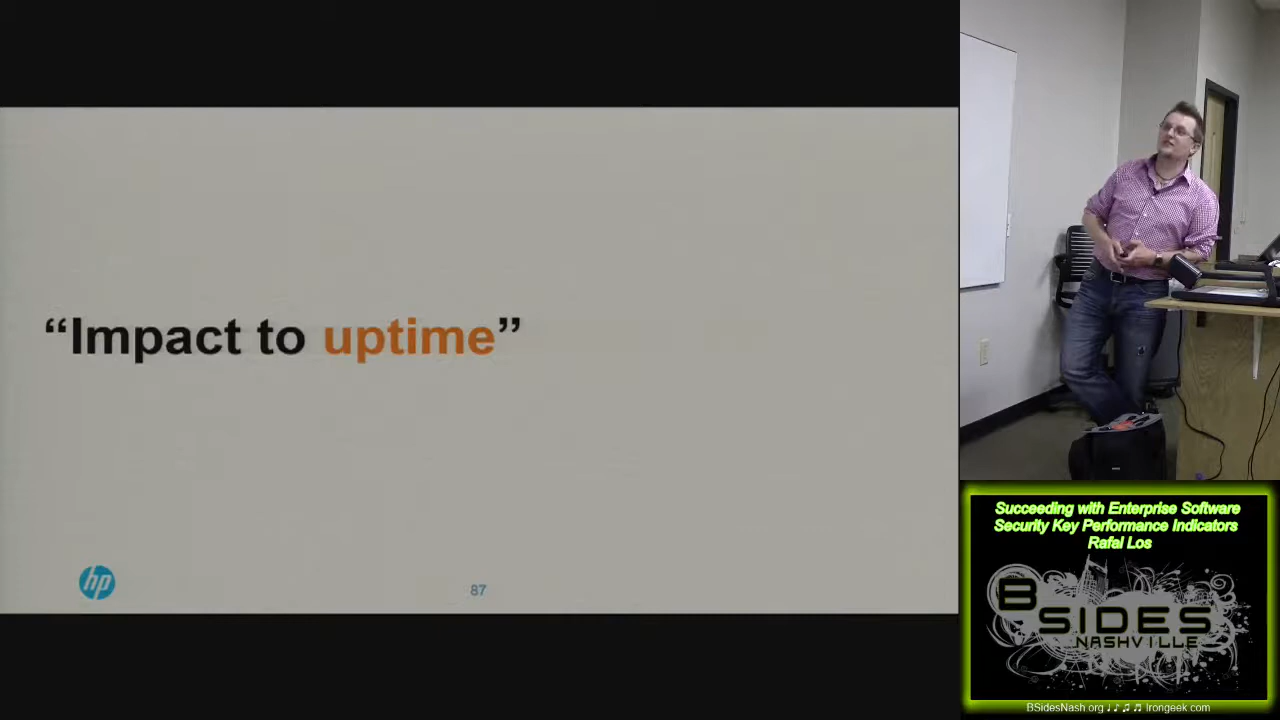 “Impact to uptime”
hp
87
Succeeding with Enterprise Software
Security Key Performance Indicators
Rafal Los
BSIDES
NASHVILLE
BSidesNash.org ♩ ♪ ♫ ♬ Irongeek.com